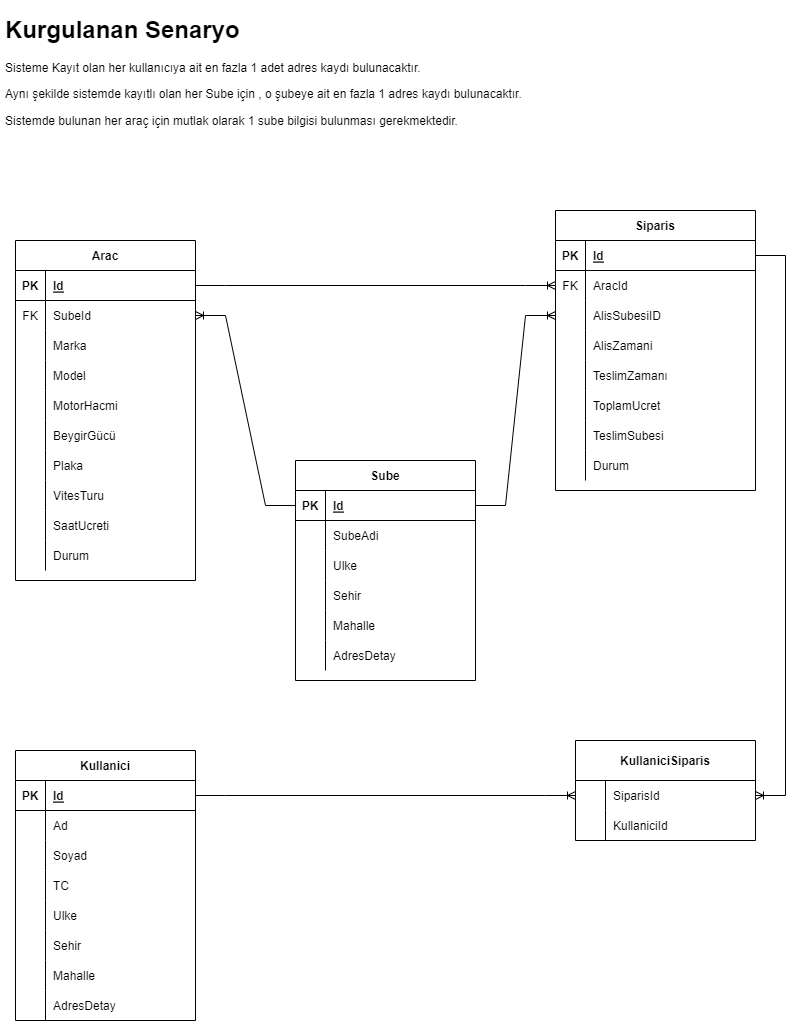 Kurgulanan Senaryo
Sisteme Kayıt olan her kullanıcıya ait en fazla 1 adet adres kaydı bulunacaktır.
Aynı şekilde sistemde kayıtlı olan her Sube için , o şubeye ait en fazla 1 adres kaydı bulunacaktır.
Sistemde bulunan her araç için mutlak olarak 1 sube bilgisi bulunması gerekmektedir.
Arac
PK Id
FK SubeId
Marka
Model
MotorHacmi
BeygirGücü
Plaka
VitesTuru
SaatUcreti
Durum
Siparis
PK Id
FK AracId
AlisSubesiID
AlisZamani
TeslimZamanı
ToplamUcret
TeslimSubesi
Durum
Sube
PK Id
SubeAdi
Ulke
Sehir
Mahalle
AdresDetay
Kullanici
PK Id
Ad
Soyad
TC
Ulke
Sehir
Mahalle
AdresDetay
KullaniciSiparis
SiparisId
KullaniciId